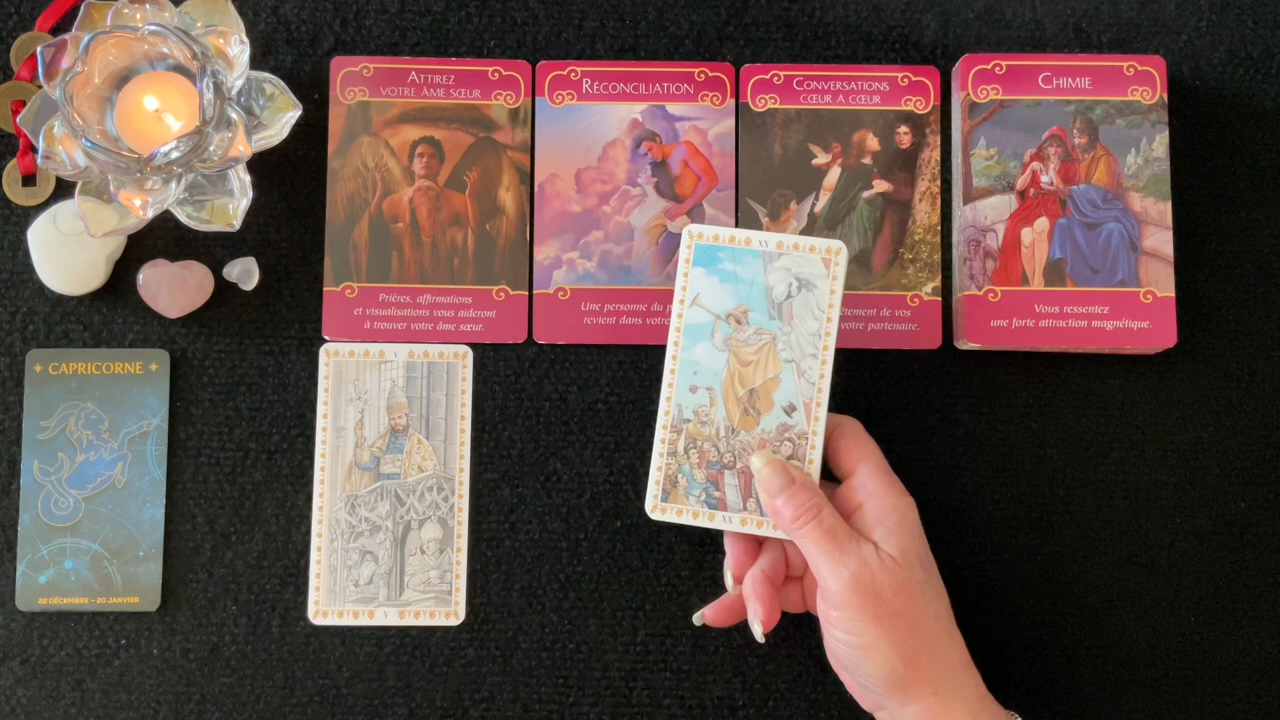 ATTIREZ
VOTRE ÂME SŒUR
Prières, affirmations
et visualisations vous aideront
à trouver votre âme sœur.
RÉCONCILIATION
Une personne du
revient dans votre
CONVERSATIONS
CŒUR À CŒUR
de vos
votre partenaire.
CHIMIE
Vous ressentez
une forte attraction magnétique.
XX
XX
CAPRICORNE
22 DÉCEMBRE - 20 JANVIER
V
V